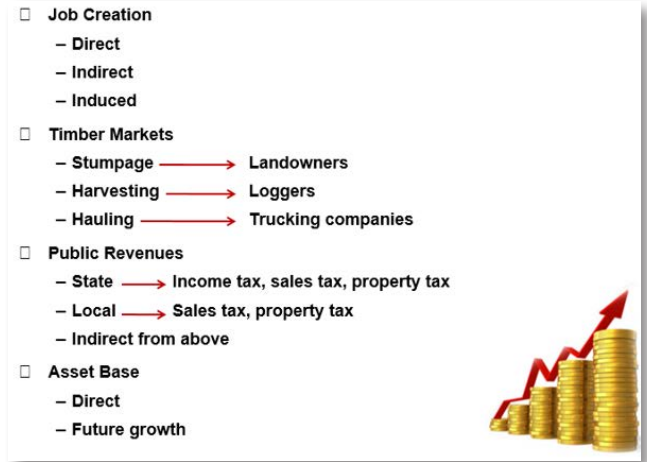 Job Creation
– Direct
– Indirect
– Induced
Timber Markets
– Stumpage → Landowners
– Harvesting → Loggers
– Hauling → Trucking companies
Public Revenues
– State → Income tax, sales tax, property tax
– Local → Sales tax, property tax
– Indirect from above
Asset Base
– Direct
– Future growth